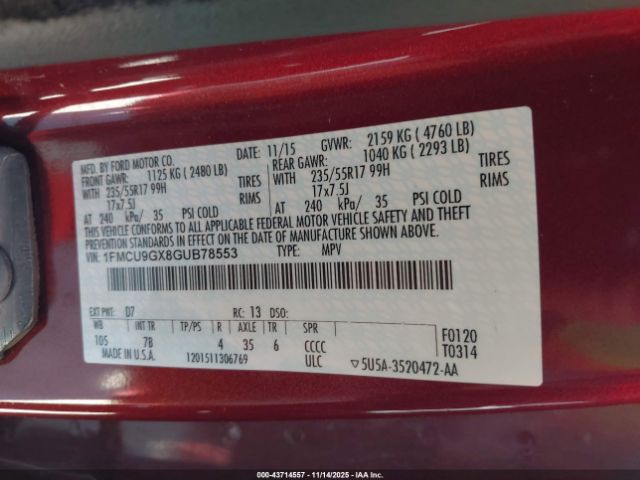 MFD. BY FORD MOTOR CO.
DATE: 11/15 GVWR: 2159 KG ( 4760 LB)
FRONT GAWR: 1125 KG ( 2480 LB) REAR GAWR: 1040 KG ( 2293 LB)
WITH 235/55R17 99H TIRES WITH 235/55R17 99H TIRES
17x7.5J RIMS 17x7.5J RIMS
AT 240 kPa/ 35 PSI COLD AT 240 kPa/ 35 PSI COLD
THIS VEHICLE CONFORMS TO ALL APPLICABLE FEDERAL MOTOR VEHICLE SAFETY AND THEFT
PREVENTION STANDARDS IN EFFECT ON THE DATE OF MANUFACTURE SHOWN ABOVE.
VIN: 1FMCU9GX8GUB78553 TYPE: MPV
EXT PNT: D7 RC: 13 DSO:
WB INT TR TP/PS R AXLE TR SPR
105 7B 4 35 6 CCCC
MADE IN U.S.A. 1201511306769 ULC
F0120
T0314
▽5U5A-3520472-AA
000-43714557 - 11/14/2025 - IAAI.COM